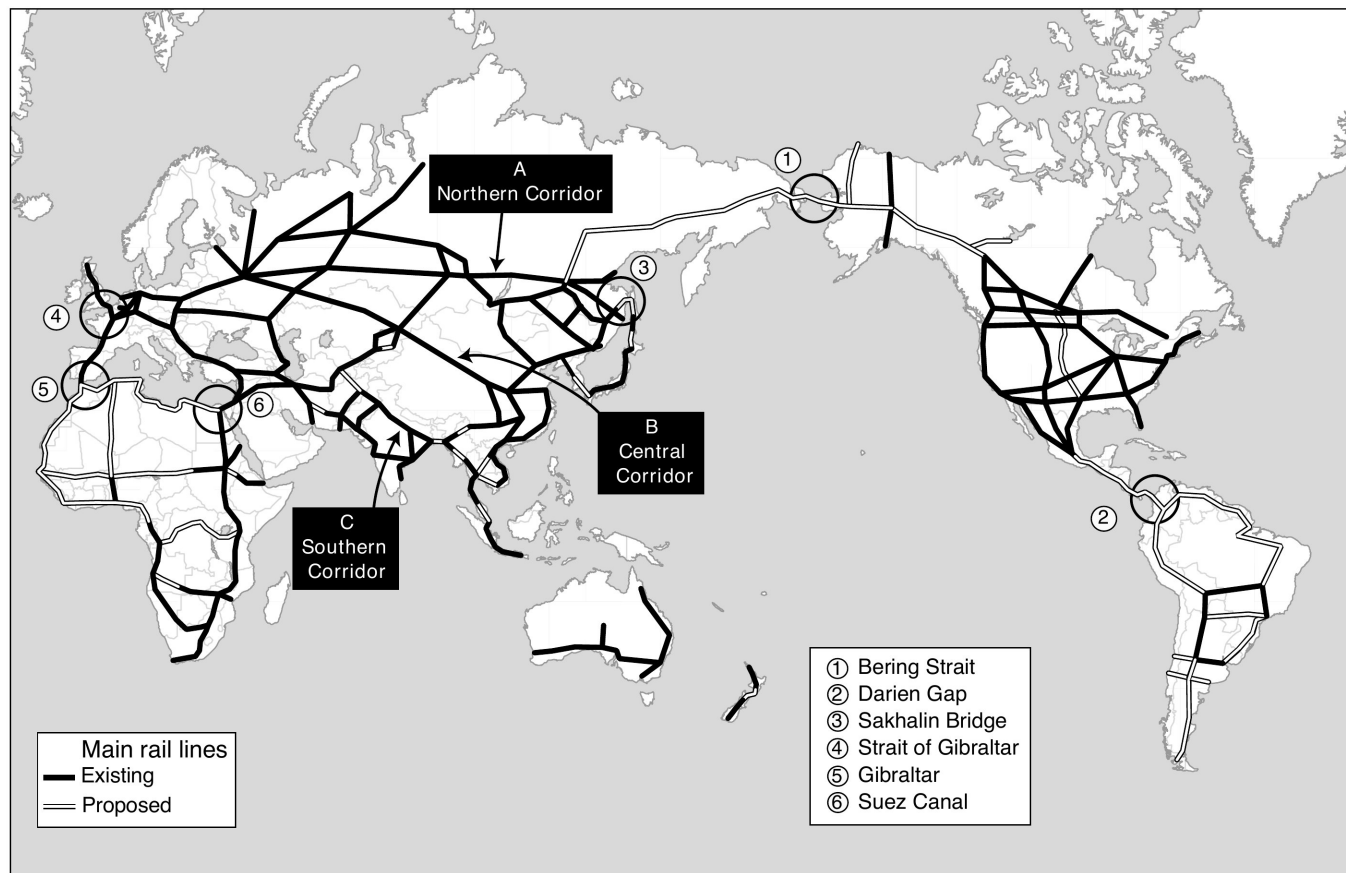 1
A
Northern Corridor
3
4
5
6
B
Central
Corridor
2
C
Southern
Corridor
Main rail lines
Existing
Proposed
1 Bering Strait
2 Darien Gap
3 Sakhalin Bridge
4 Strait of Gibraltar
5 Gibraltar
6 Suez Canal